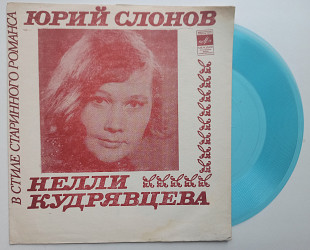 ЮРИЙ СЛОНОВ
В СТИЛЕ СТАРИННОГО РОМАНСА
НЕЛЛИ
КУДРЯВЦЕВА